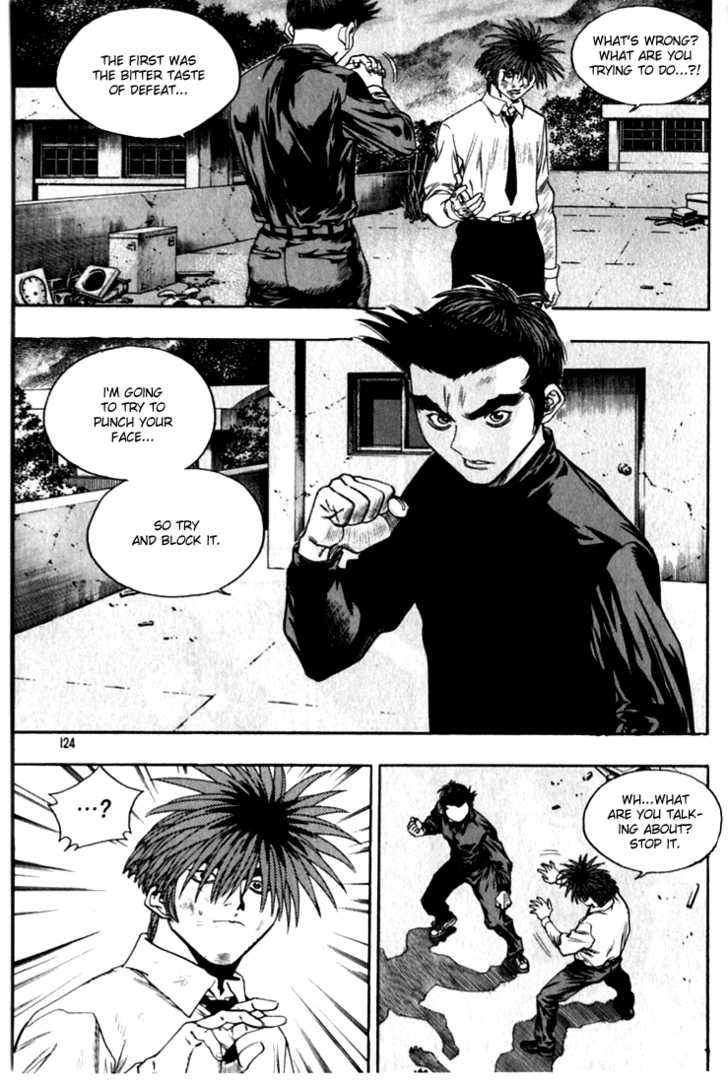 THE FIRST WAS
THE BITTER TASTE
OF DEFEAT...
WHAT'S WRONG?
WHAT ARE YOU
TRYING TO DO...?!
I'M GOING
TO TRY TO
PUNCH YOUR
FACE...
SO TRY
AND BLOCK IT.
124
...?
WH...WHAT
ARE YOU TALK-
ING ABOUT?
STOP IT.